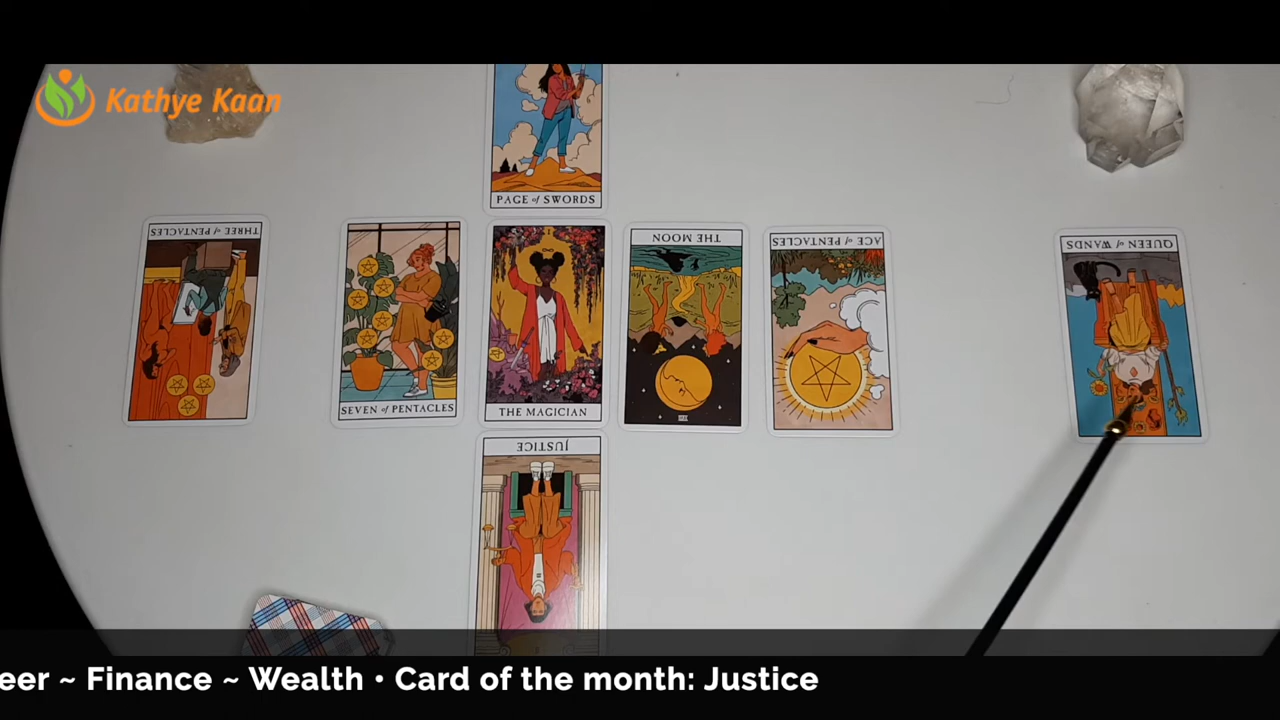 Kathye Kaan
PAGE of SWORDS
THREE of PENTACLES
SEVEN of PENTACLES
I
THE MAGICIAN
THE MOON
ACE of PENTACLES
QUEEN of WANDS
JUSTICE
eer ~ Finance ~ Wealth • Card of the month: Justice